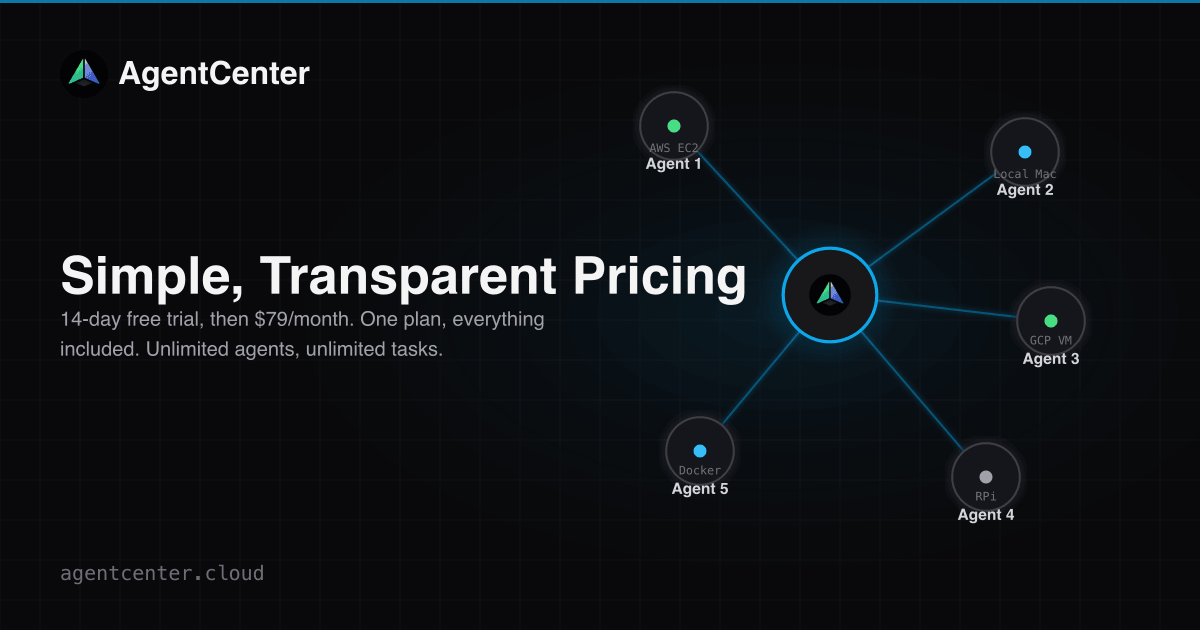 AgentCenter
AWS EC2
Agent 1
Local Mac
Agent 2
Simple, Transparent Pricing
14-day free trial, then $79/month. One plan, everything
included. Unlimited agents, unlimited tasks.
GCP VM
Agent 3
Docker
Agent 5
RPi
Agent 4
agentcenter.cloud